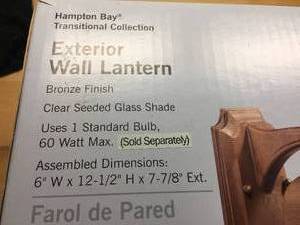 Hampton Bay®
Transitional Collection
Exterior
Wall Lantern
Bronze Finish
Clear Seeded Glass Shade
Uses 1 Standard Bulb,
60 Watt Max. (Sold Separately)
Assembled Dimensions:
6" W x 12-1/2" H x 7-7/8" Ext.
Farol de Pared